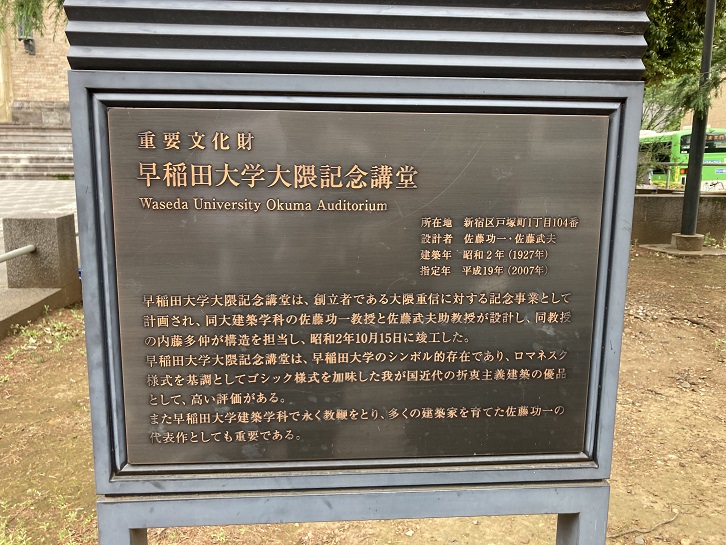 重要文化財
早稲田大学大隈記念講堂
Waseda University Okuma Auditorium
所在地 新宿区戸塚町1丁目104番
設計者 佐藤功一・佐藤武夫
建築年 昭和2年(1927年)
指定年 平成19年(2007年)
早稲田大学大隈記念講堂は、創立者である大隈重信に対する記念事業として
計画され、同大建築学科の佐藤功一教授と佐藤武夫助教授が設計し、同教授
の内藤多仲が構造を担当し、昭和2年10月15日に竣工した。
早稲田大学大隈記念講堂は、早稲田大学のシンボル的存在であり、ロマネスク
様式を基調としてゴシック様式を加味した我が国近代の折衷主義建築の優品
として、高い評価がある。
また早稲田大学建築学科で永く教鞭をとり、多くの建築家を育てた佐藤功一の
代表作としても重要である。